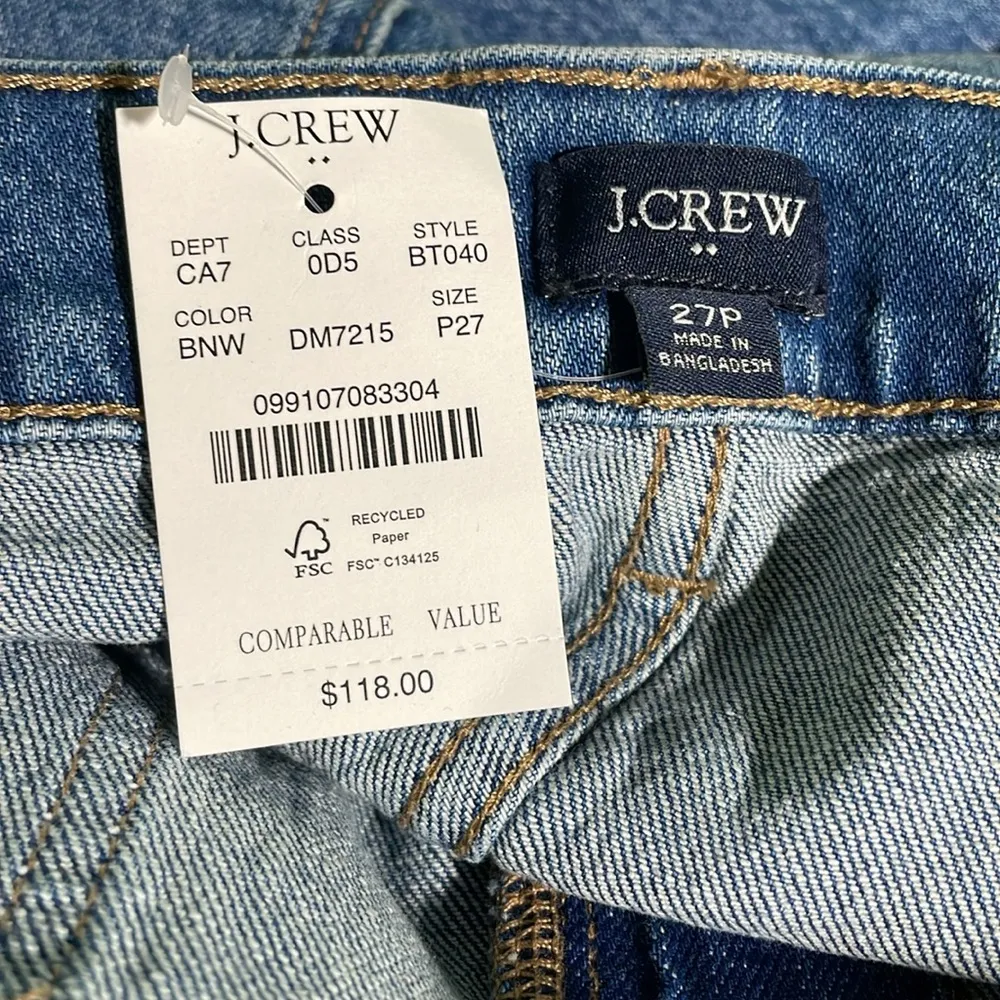 J.CREW
DEPT CLASS STYLE
CA7 0D5 BT040
COLOR SIZE
BNW DM7215 P27
099107083304
RECYCLED
Paper
FSC™ C134125
FSC
COMPARABLE VALUE
$118.00
J.CREW
27P
MADE IN
BANGLADESH